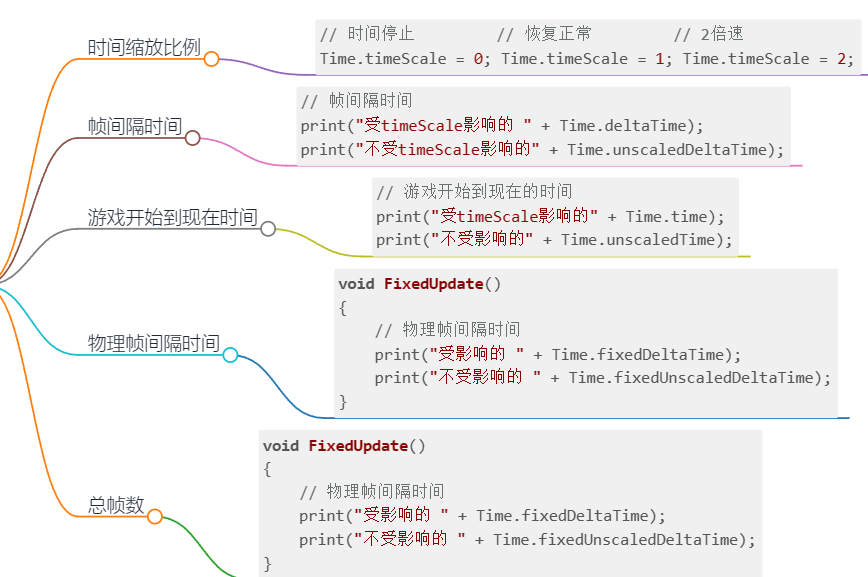 时间缩放比例
// 时间停止 // 恢复正常 // 2倍速
Time.timeScale = 0; Time.timeScale = 1; Time.timeScale = 2;
帧间隔时间
// 帧间隔时间
print("受timeScale影响的 " + Time.deltaTime);
print("不受timeScale影响的" + Time.unscaledDeltaTime);
游戏开始到现在时间
// 游戏开始到现在的时间
print("受timeScale影响的" + Time.time);
print("不受影响的" + Time.unscaledTime);
物理帧间隔时间
void FixedUpdate()
{
// 物理帧间隔时间
print("受影响的 " + Time.fixedDeltaTime);
print("不受影响的 " + Time.fixedUnscaledDeltaTime);
}
总帧数
void FixedUpdate()
{
// 物理帧间隔时间
print("受影响的 " + Time.fixedDeltaTime);
print("不受影响的 " + Time.fixedUnscaledDeltaTime);
}